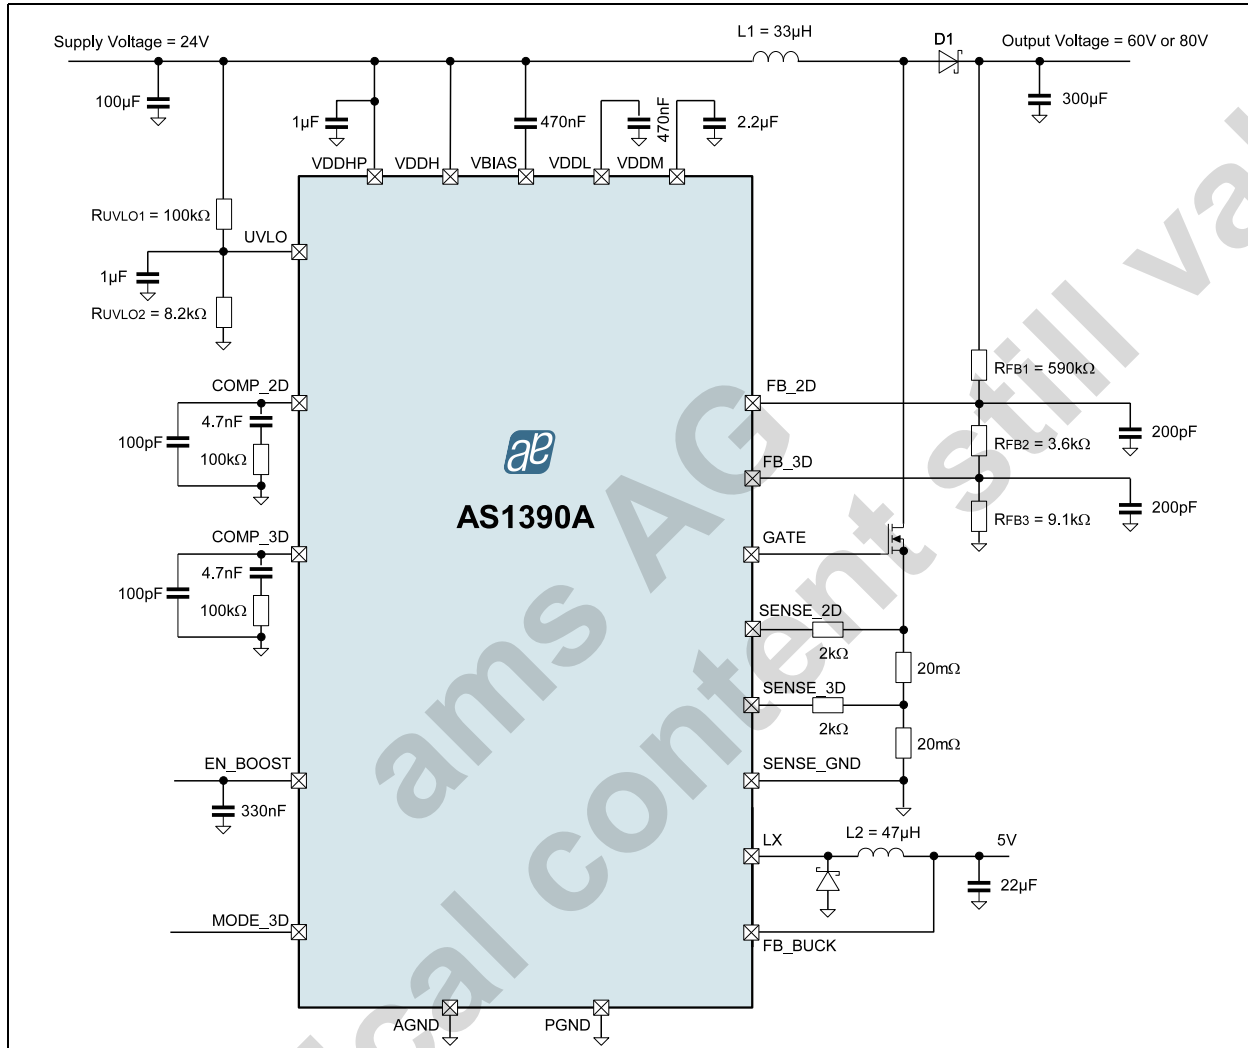 Supply Voltage = 24V
L1 = 33µH
D1
Output Voltage = 60V or 80V
100µF
1µF
470nF
470nF
2.2µF
300µF
VDDHP
VDDH
VBIAS
VDDL
VDDM
RUVLO1 = 100kΩ
UVLO
1µF
RUVLO2 = 8.2kΩ
COMP_2D
4.7nF
100pF
100kΩ
COMP_3D
4.7nF
100pF
100kΩ
EN_BOOST
330nF
MODE_3D
ae
AS1390A
FB_2D
RFB1 = 590kΩ
200pF
RFB2 = 3.6kΩ
FB_3D
200pF
RFB3 = 9.1kΩ
GATE
SENSE_2D
2kΩ
20mΩ
SENSE_3D
2kΩ
20mΩ
SENSE_GND
LX
L2 = 47µH
5V
22µF
FB_BUCK
AGND
PGND
ams AG
cal content still val